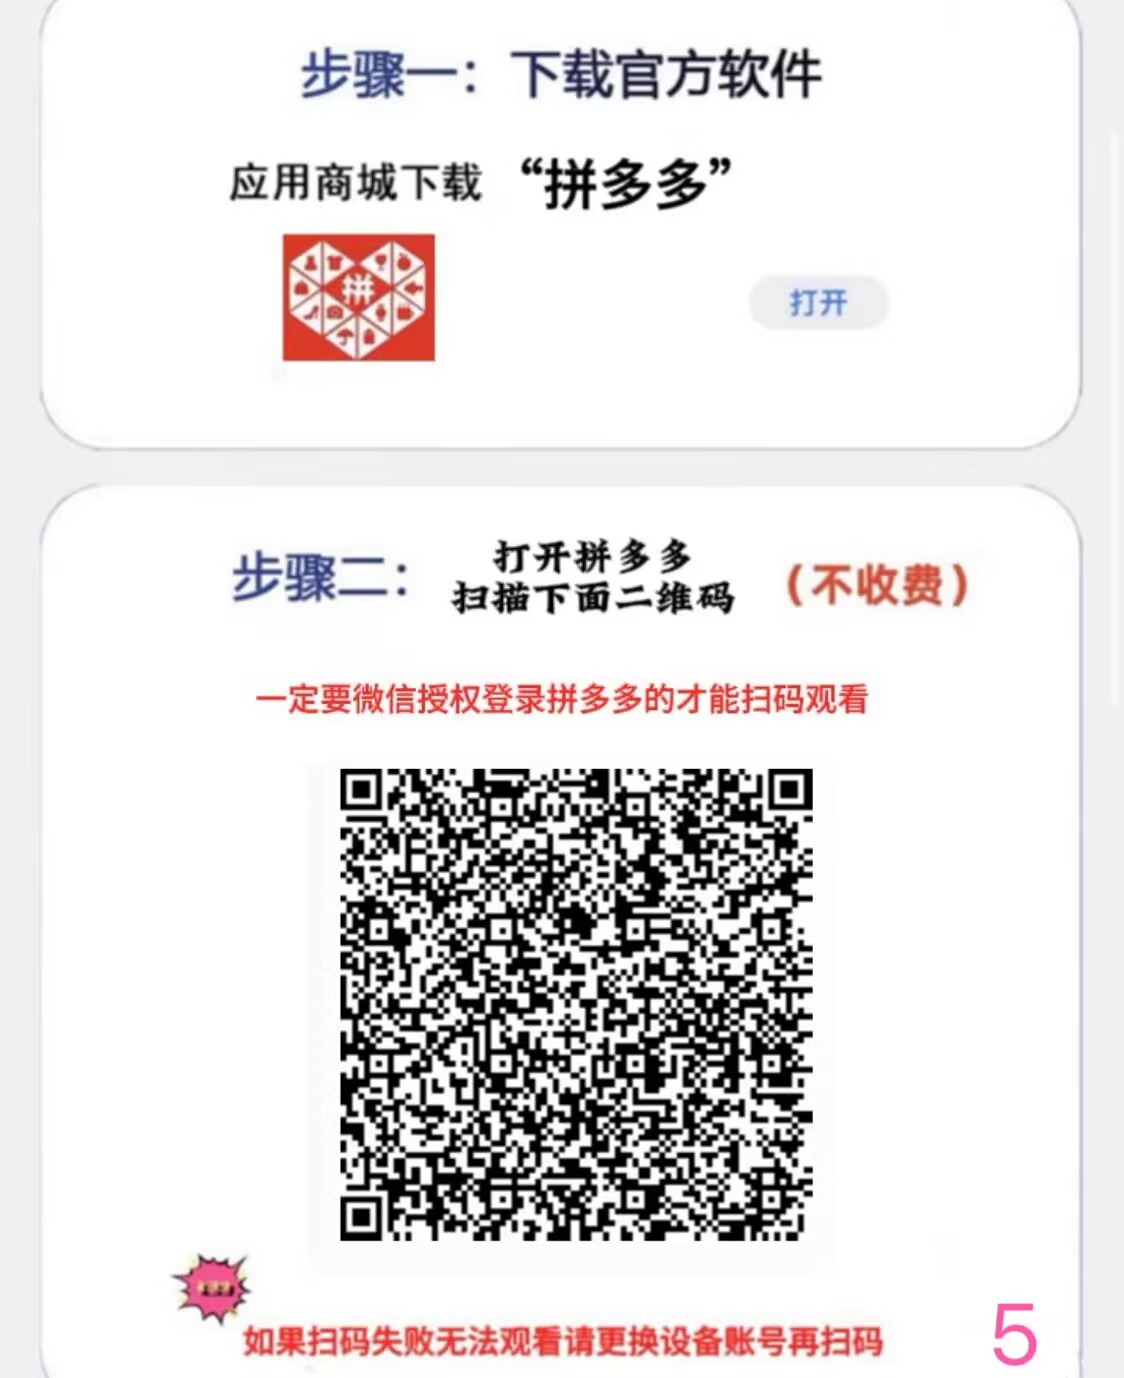 步骤一：下载官方软件
应用商城下载 “拼多多”
拼
打开
步骤二：
打开拼多多
扫描下面二维码
（不收费）
一定要微信授权登录拼多多的才能扫码观看
如果扫码失败无法观看请更换设备账号再扫码
5